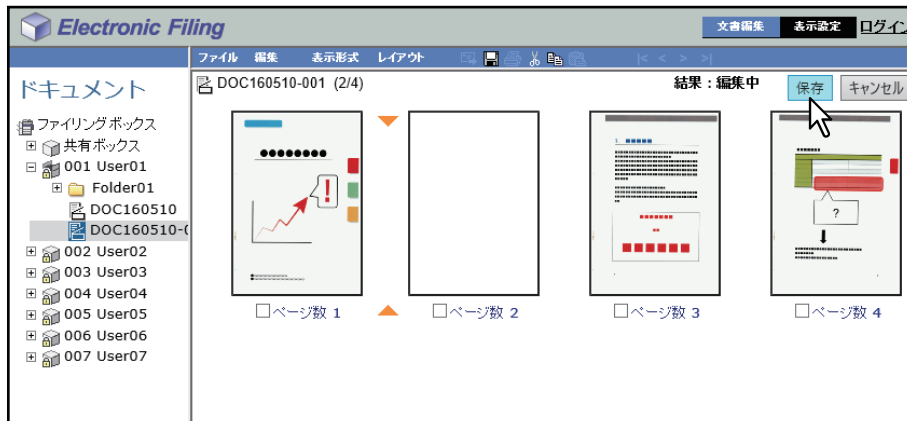 Electronic Filing
文書編集 表示設定 ログイン
ファイル 編集 表示形式 レイアウト |< < > >|
ドキュメント
DOC160510-001 (2/4) 結果：編集中 保存 キャンセル
ファイリングボックス
共有ボックス
001 User01
Folder01
DOC160510
DOC160510-0
002 User02
003 User03
004 User04
005 User05
006 User06
007 User07
!
1.
?
ページ数 1 ページ数 2 ページ数 3 ページ数 4